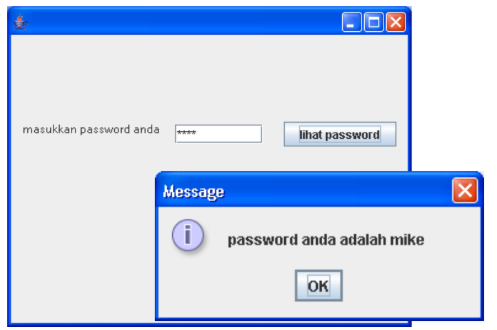 masukkan password anda
****
lihat password
Message
password anda adalah mike
OK